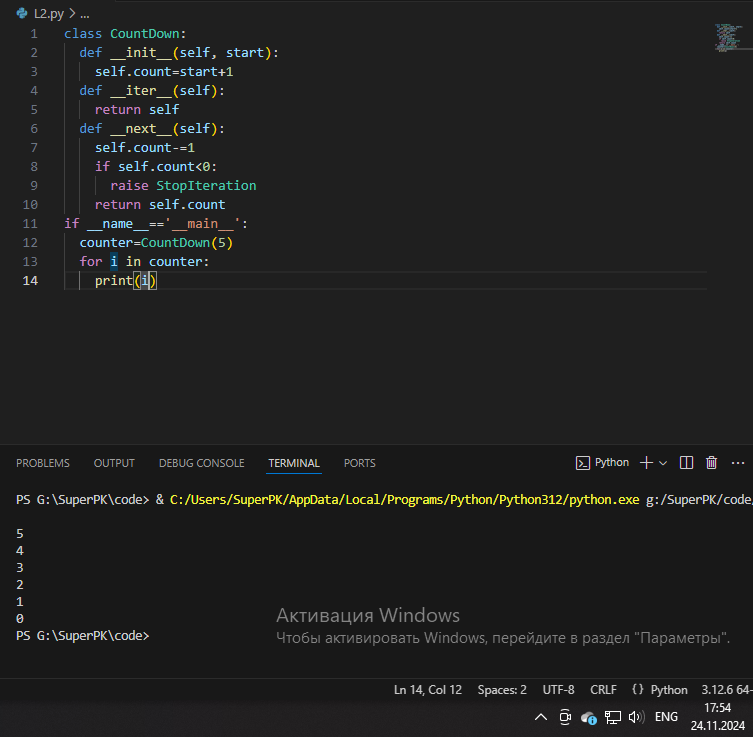 L2.py > ...
1 class CountDown:
2 def __init__(self, start):
3 self.count=start+1
4 def __iter__(self):
5 return self
6 def __next__(self):
7 self.count-=1
8 if self.count<0:
9 raise StopIteration
10 return self.count
11 if __name__=='__main__':
12 counter=CountDown(5)
13 for i in counter:
14 print(i)
PROBLEMS OUTPUT DEBUG CONSOLE TERMINAL PORTS Python
PS G:\SuperPK\code> & C:/Users/SuperPK/AppData/Local/Programs/Python/Python312/python.exe g:/SuperPK/code/
5
4
3
2
1
0
PS G:\SuperPK\code>
Активация Windows
Чтобы активировать Windows, перейдите в раздел "Параметры".
Ln 14, Col 12 Spaces: 2 UTF-8 CRLF {} Python 3.12.6 64-
ENG 17:54
24.11.2024